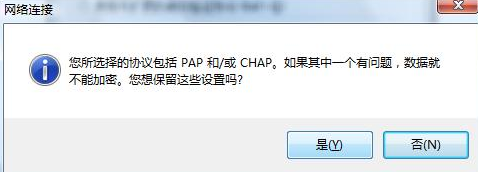 网络连接
您所选择的协议包括 PAP 和/或 CHAP。如果其中一个有问题，数据就
不能加密。您想保留这些设置吗?
是(Y)
否(N)